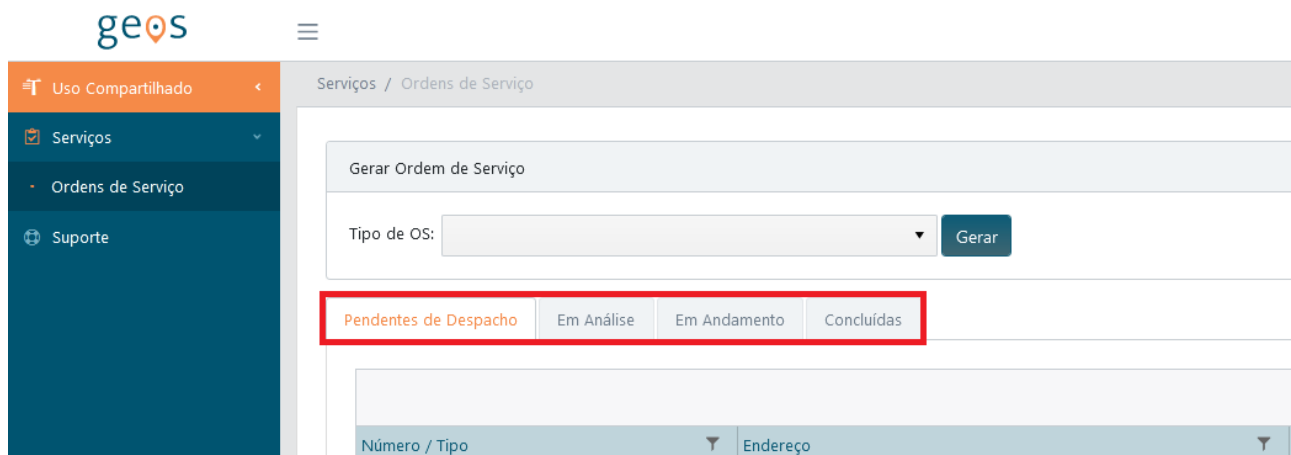 geos
Uso Compartilhado
Serviços / Ordens de Serviço
Serviços
Ordens de Serviço
Suporte
Gerar Ordem de Serviço
Tipo de OS:
Gerar
Pendentes de Despacho
Em Análise
Em Andamento
Concluídas
Número / Tipo
Endereço